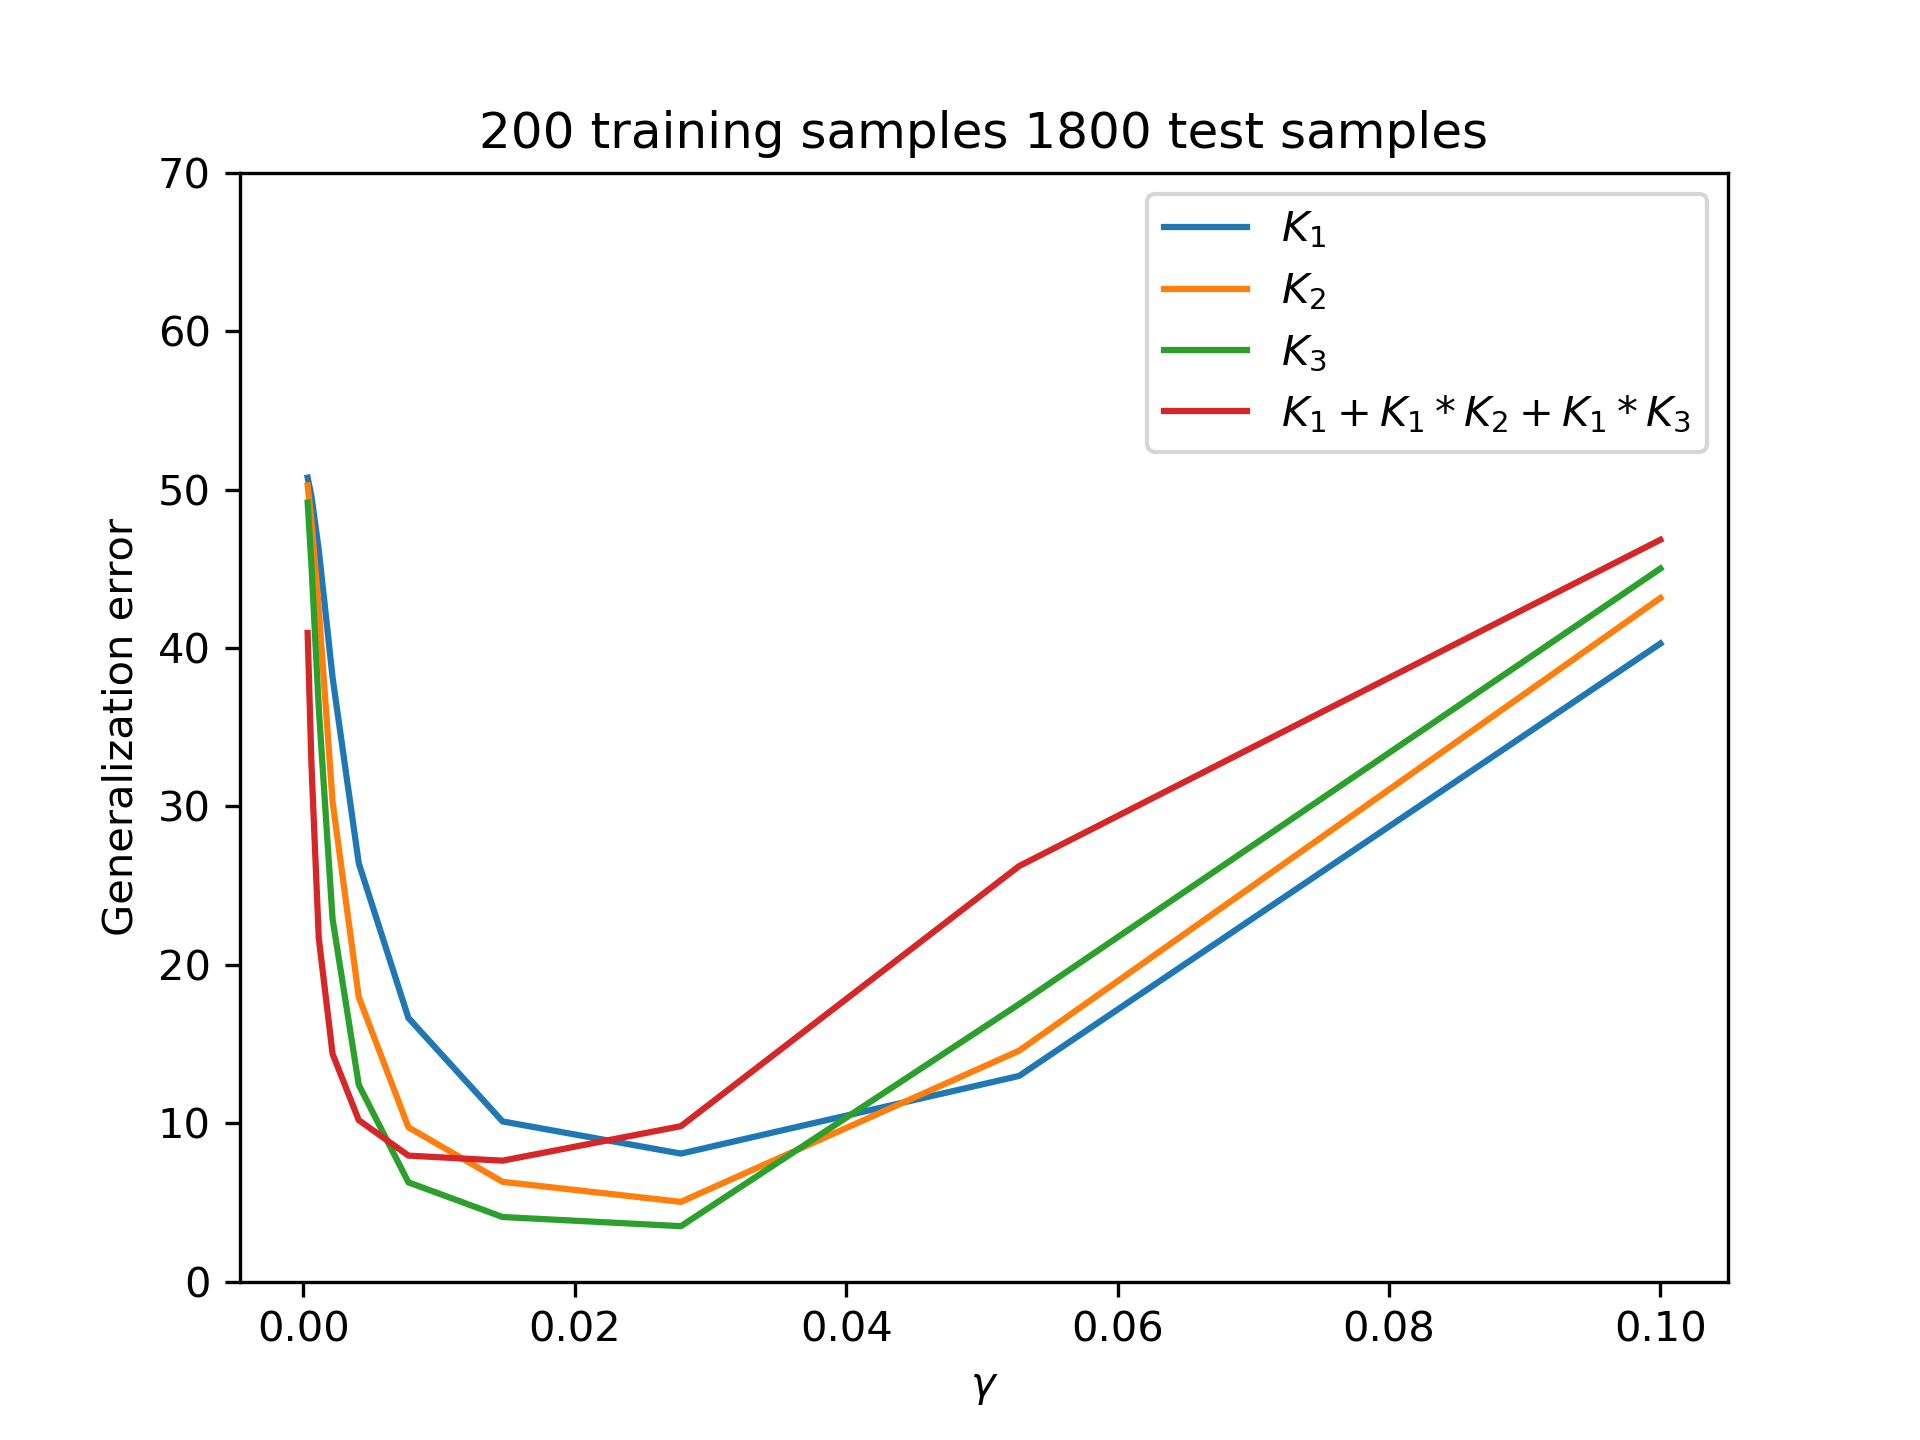 200 training samples 1800 test samples
70
60
50
40
30
20
10
0
Generalization error
K₁
K₂
K₃
K₁ + K₁ * K₂ + K₁ * K₃
0.00 0.02 0.04 0.06 0.08 0.10
γ